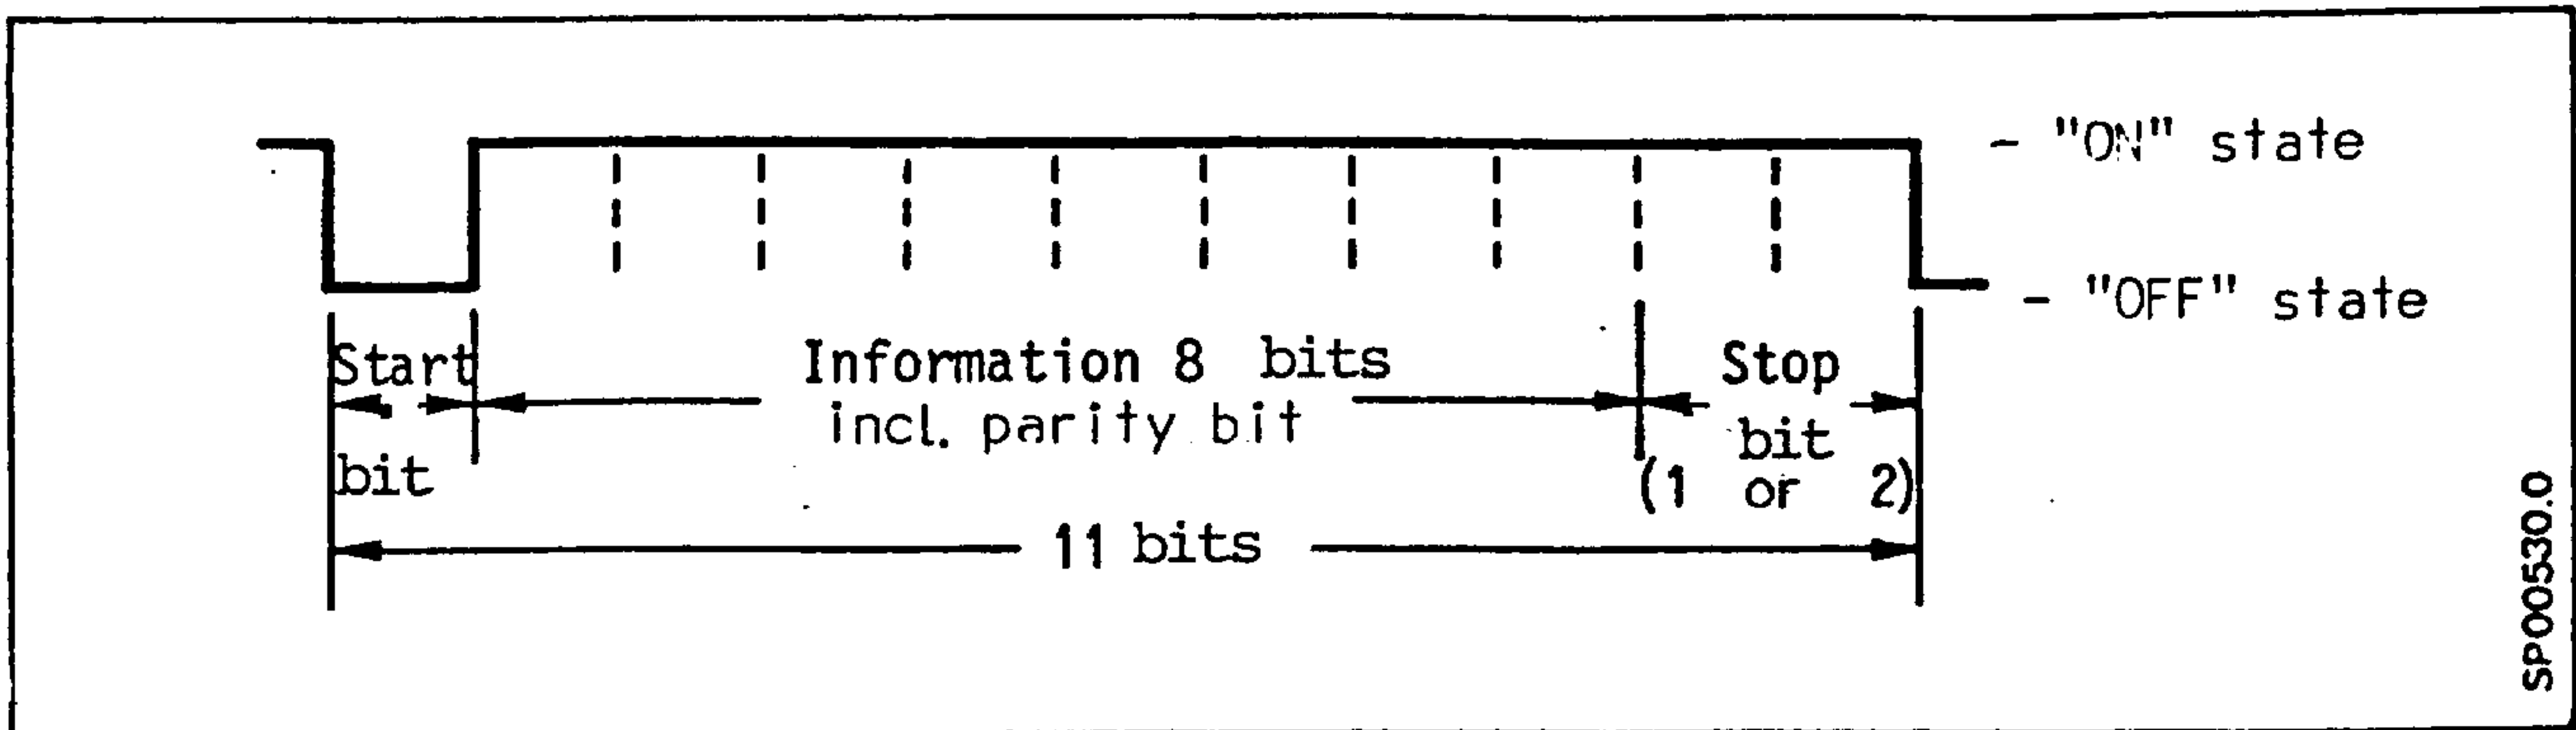 - "ON" state
- "OFF" state
Start
bit
Information 8 bits
incl. parity bit
Stop
bit
(1 or 2)
11 bits
SP00530.0